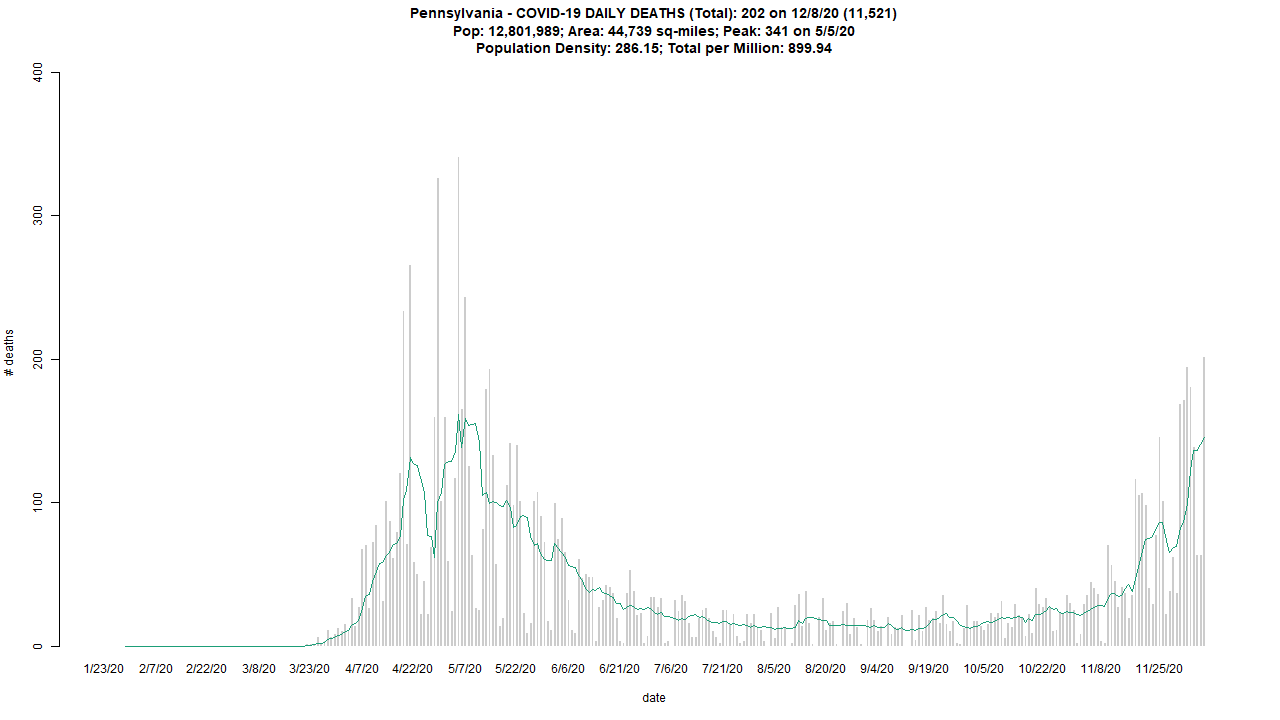 Pennsylvania - COVID-19 DAILY DEATHS (Total): 202 on 12/8/20 (11,521)
Pop: 12,801,989; Area: 44,739 sq-miles; Peak: 341 on 5/5/20
Population Density: 286.15; Total per Million: 899.94
400
300
200
100
0
# deaths
1/23/20 2/7/20 2/22/20 3/8/20 3/23/20 4/7/20 4/22/20 5/7/20 5/22/20 6/6/20 6/21/20 7/6/20 7/21/20 8/5/20 8/20/20 9/4/20 9/19/20 10/5/20 10/22/20 11/8/20 11/25/20
date